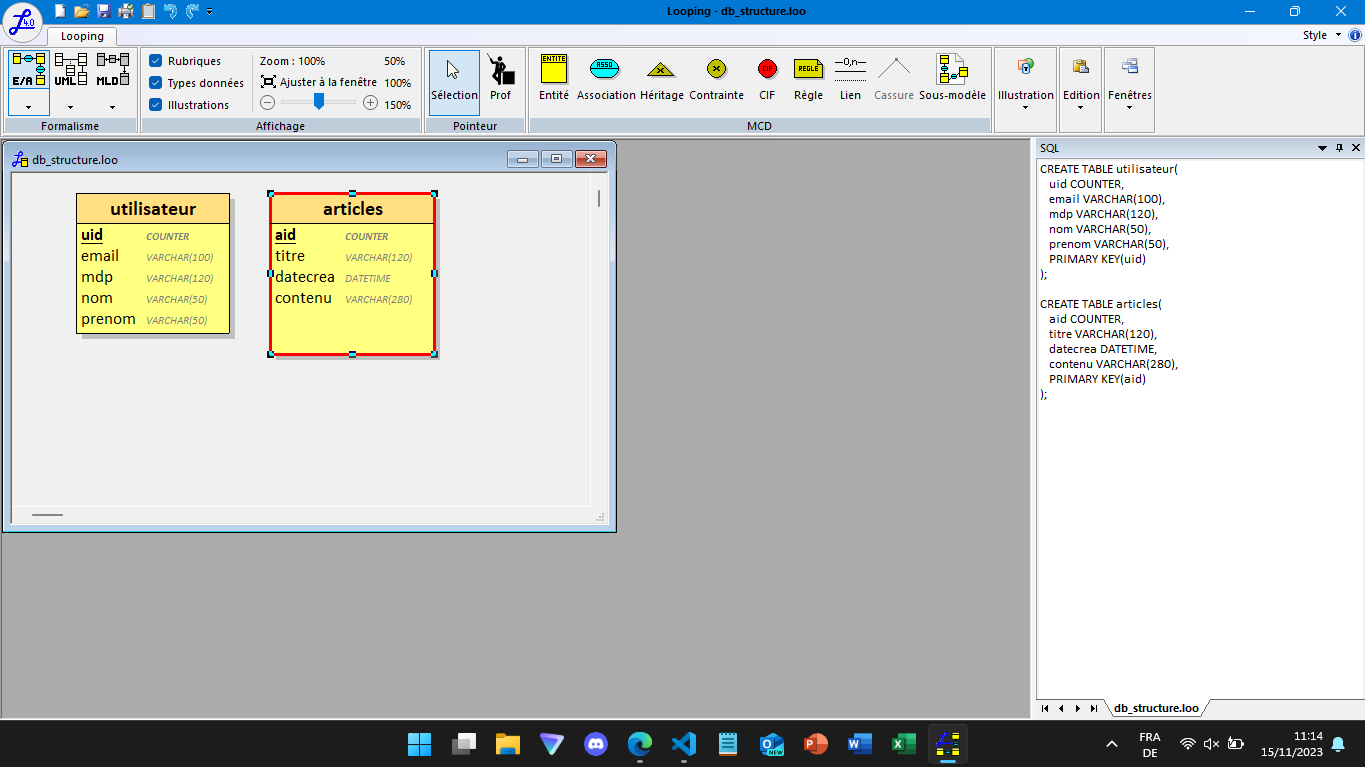 4.0
Looping - db_structure.loo
Looping
Style
E/A
UML
MLD
Formalisme
Rubriques
Types données
Illustrations
Zoom : 100%
50%
Ajuster à la fenêtre
100%
150%
Affichage
Sélection
Prof
Pointeur
ENTITE
Entité
ASSO
Association
Héritage
Contrainte
CIF
CIF
REGLE
Règle
—0,n—
Lien
Cassure
Sous-modèle
MCD
Illustration
Edition
Fenêtres
db_structure.loo
utilisateur
uid COUNTER
email VARCHAR(100)
mdp VARCHAR(120)
nom VARCHAR(50)
prenom VARCHAR(50)
articles
aid COUNTER
titre VARCHAR(120)
datecrea DATETIME
contenu VARCHAR(280)
SQL
CREATE TABLE utilisateur(
uid COUNTER,
email VARCHAR(100),
mdp VARCHAR(120),
nom VARCHAR(50),
prenom VARCHAR(50),
PRIMARY KEY(uid)
);
CREATE TABLE articles(
aid COUNTER,
titre VARCHAR(120),
datecrea DATETIME,
contenu VARCHAR(280),
PRIMARY KEY(aid)
);
db_structure.loo
NEW
FRA
DE
11:14
15/11/2023